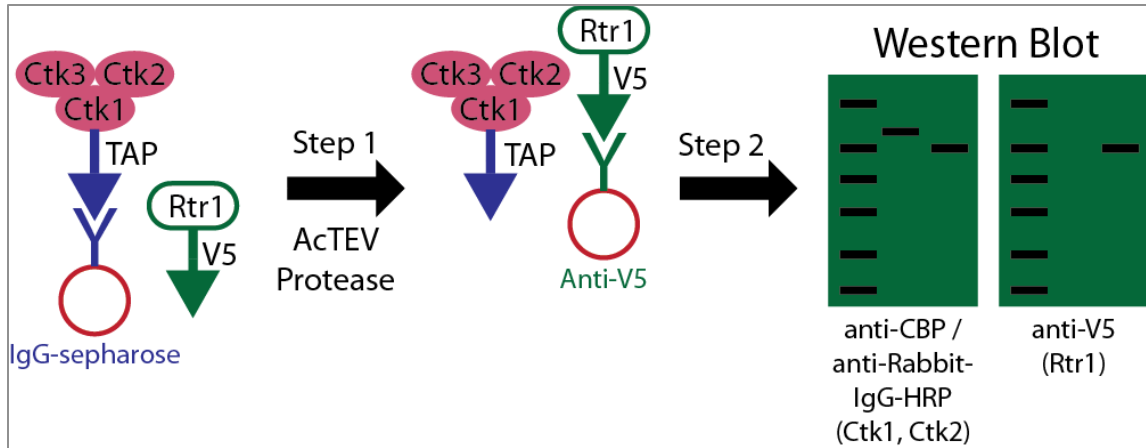 Ctk3 Ctk2
Ctk1
TAP
Rtr1
V5
IgG-sepharose
Step 1
AcTEV
Protease
Ctk3 Ctk2
Ctk1
TAP
Rtr1
V5
Anti-V5
Step 2
Western Blot
anti-CBP /
anti-Rabbit-
IgG-HRP
(Ctk1, Ctk2)
anti-V5
(Rtr1)